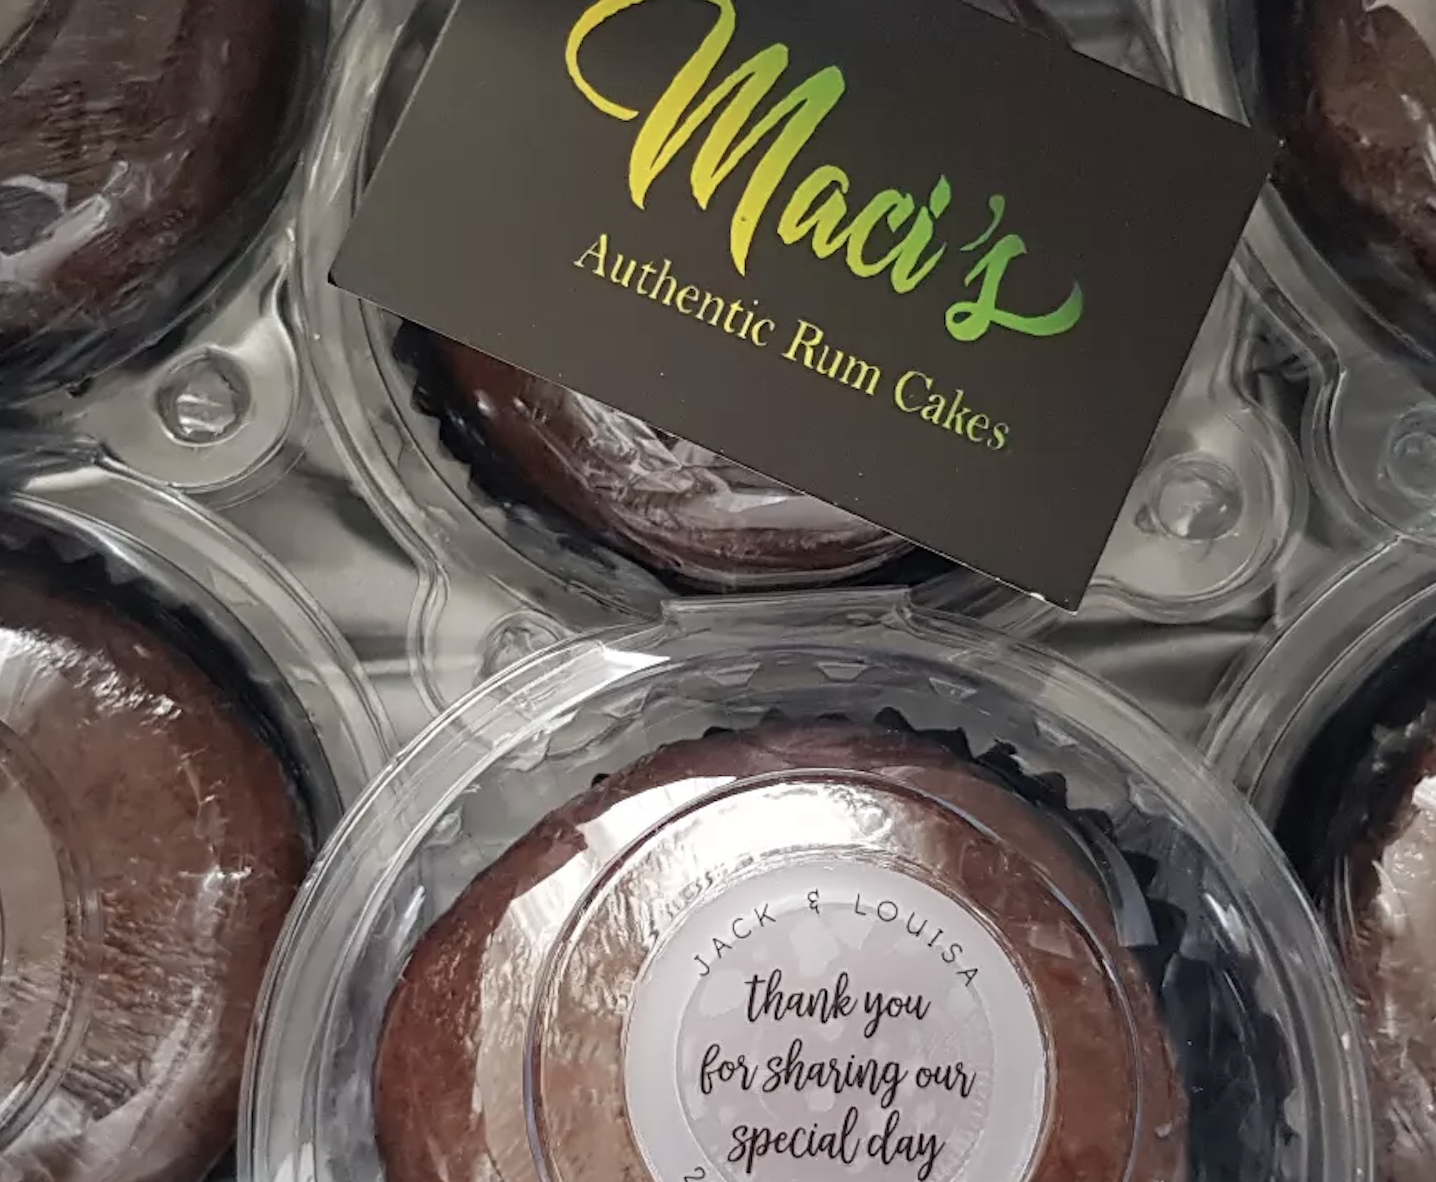 Maci's
Authentic Rum Cakes
JACK & LOUISA
thank you
for sharing our
special day